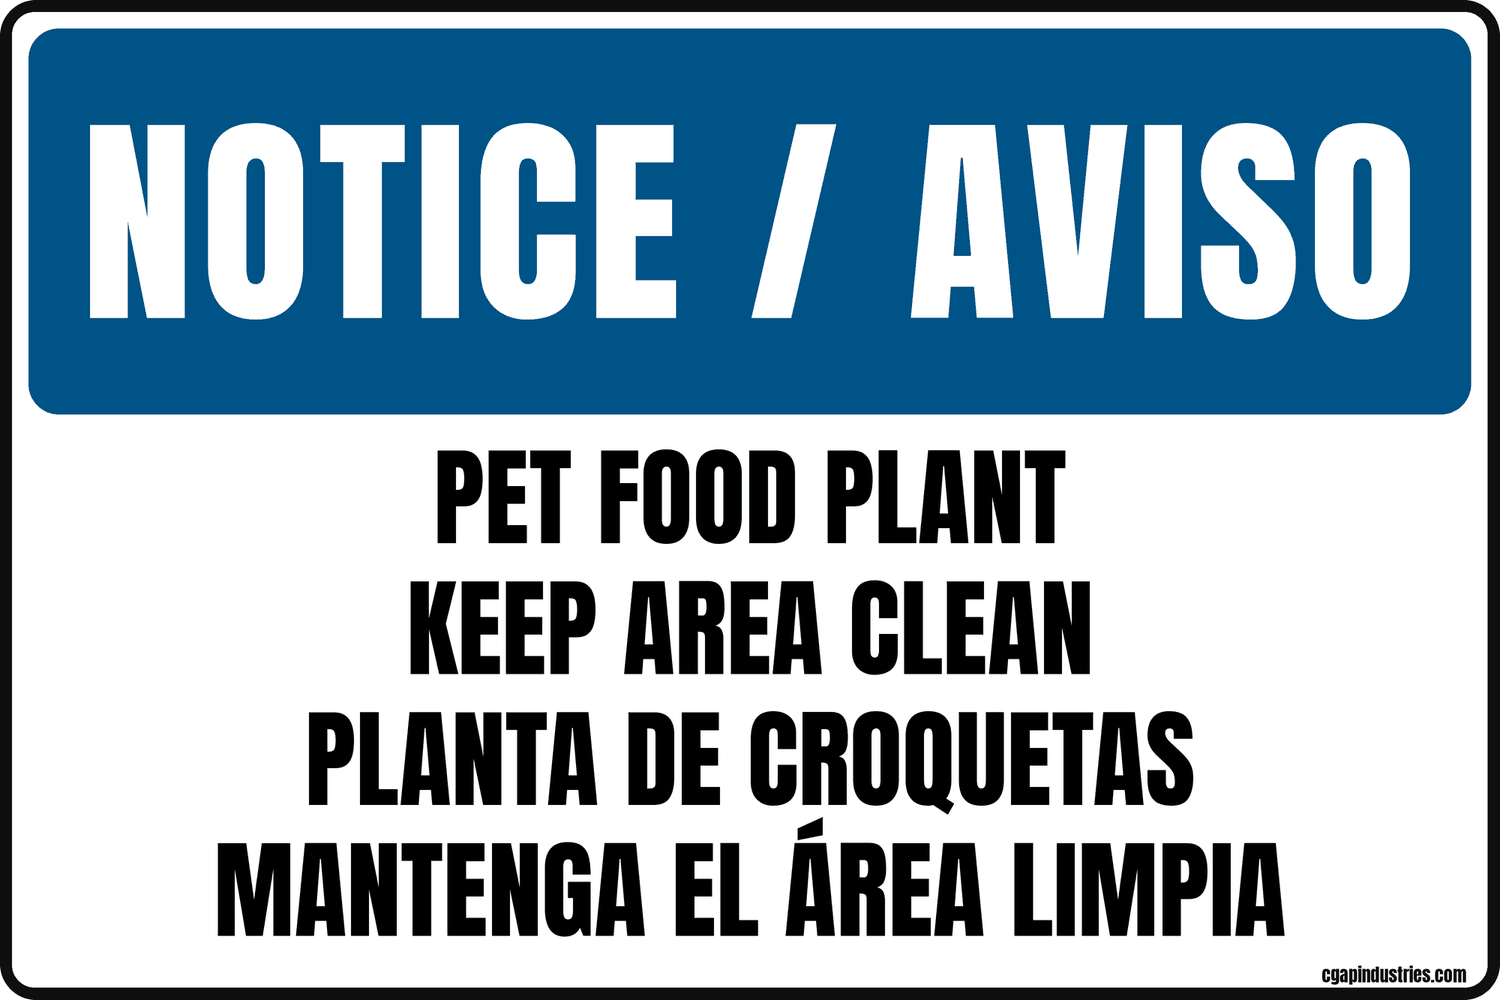 NOTICE / AVISO
PET FOOD PLANT
KEEP AREA CLEAN
PLANTA DE CROQUETAS
MANTENGA EL ÁREA LIMPIA
cgapindustries.com